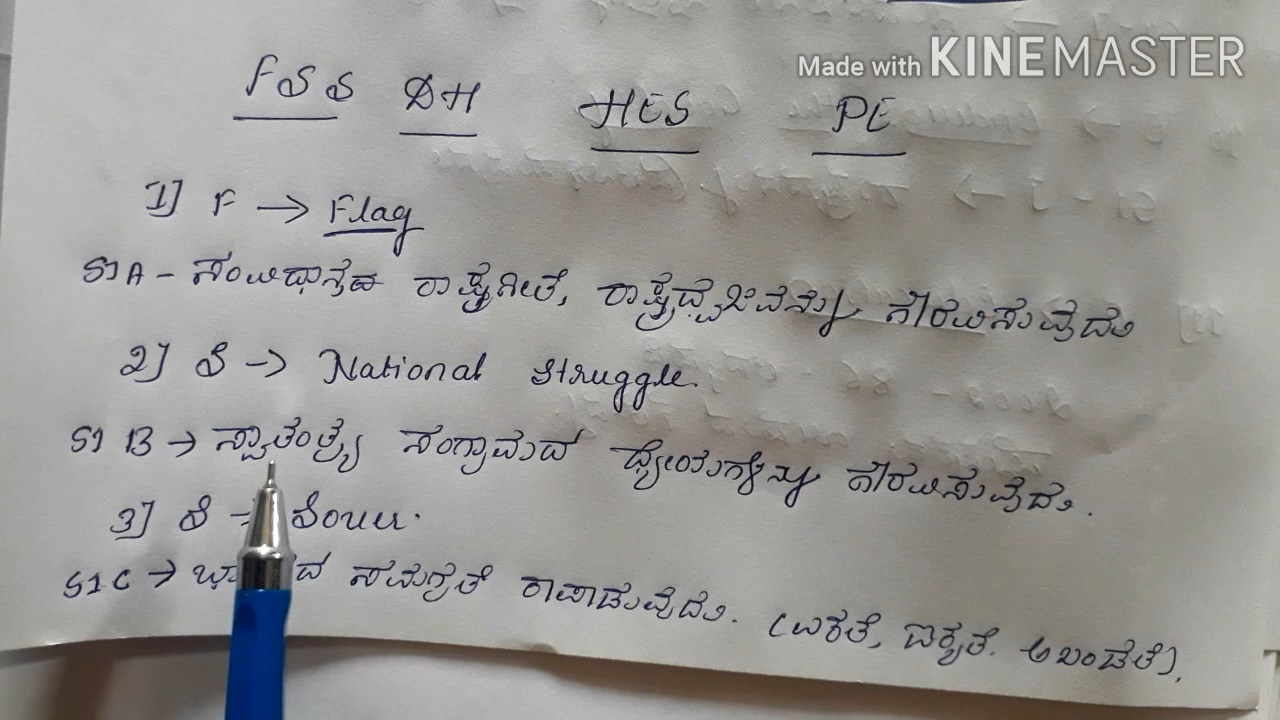 Made with KINEMASTER
FSS DH HES PE
1] F → Flag
51A - ಸಂವಿಧಾನದ ರಾಷ್ಟ್ರಗೀತೆ, ರಾಷ್ಟ್ರಧ್ವಜವನ್ನು ಗೌರವಿಸುವುದು
2] S → National Struggle.
51 B → ಸ್ವಾತಂತ್ರ್ಯ ಸಂಗ್ರಾಮದ ಧ್ಯೇಯಗಳನ್ನು ಗೌರವಿಸುವುದು.
3] S →
51C → ಸಮಗ್ರತೆ ಕಾಪಾಡುವುದು. (ಏಕತೆ, ಐಕ್ಯತೆ. ಅಖಂಡತೆ).